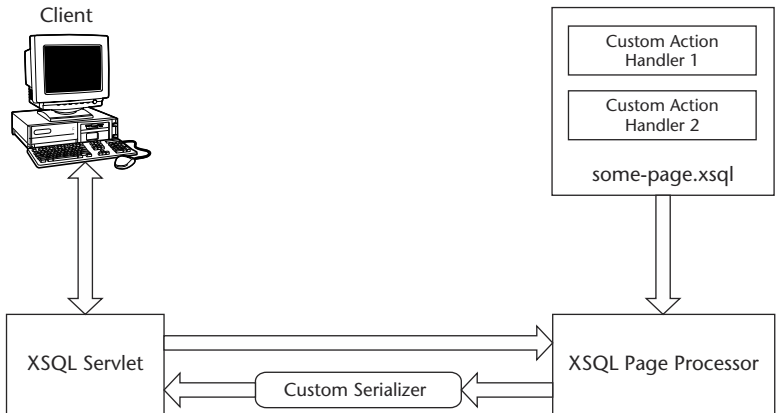 Client
Custom Action
Handler 1
Custom Action
Handler 2
some-page.xsql
XSQL Servlet
Custom Serializer
XSQL Page Processor